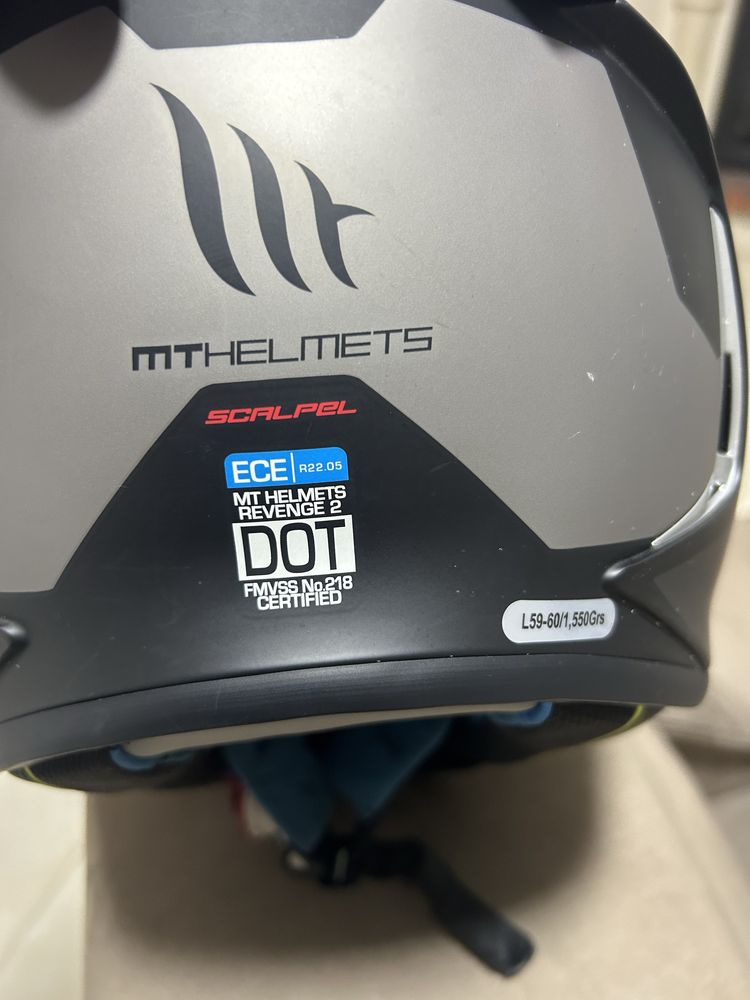 MTHELMETS
SCALPEL
ECE R22.05
MT HELMETS
REVENGE 2
DOT
FMVSS No.218
CERTIFIED
L59-60/1,550Grs